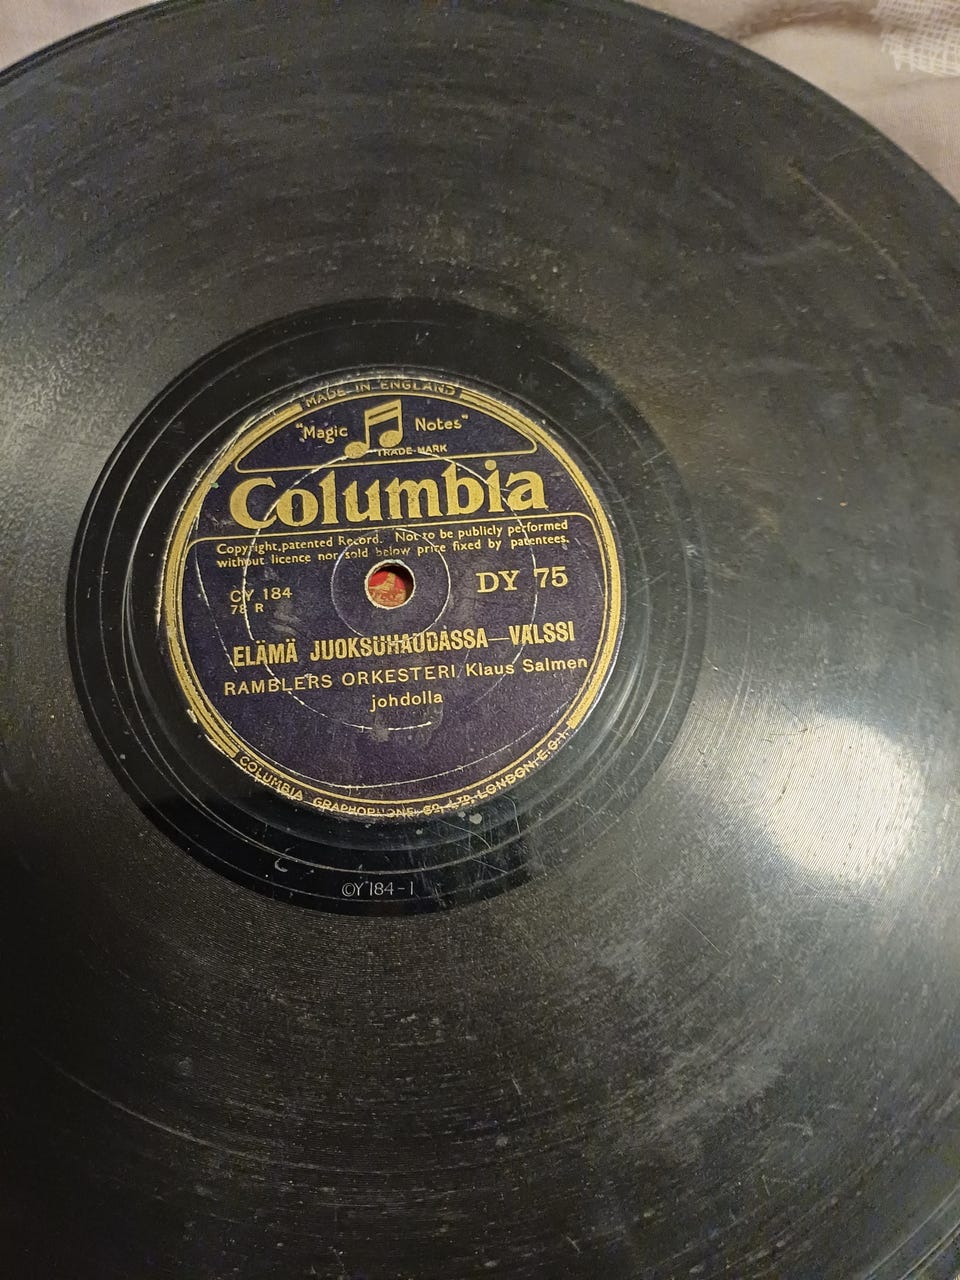 MADE IN ENGLAND
"Magic Notes"
TRADE MARK
Columbia
Copyright, patented Record. Not to be publicly performed
without licence nor sold below price fixed by patentees.
CY 184
DY 75
78 R
ELÄMÄ JUOKSUHAUDASSA—VALSSI
RAMBLERS ORKESTERI Klaus Salmen
johdolla
COLUMBIA GRAPHOPHONE CO. LTD. LONDON. E.G.1.
CY 184-1